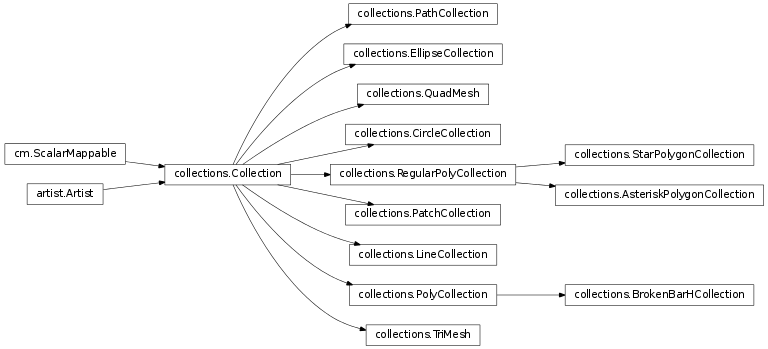 collections.PathCollection
collections.EllipseCollection
collections.QuadMesh
collections.CircleCollection
cm.ScalarMappable
collections.StarPolygonCollection
collections.Collection
collections.RegularPolyCollection
artist.Artist
collections.AsteriskPolygonCollection
collections.PatchCollection
collections.LineCollection
collections.PolyCollection
collections.BrokenBarHCollection
collections.TriMesh